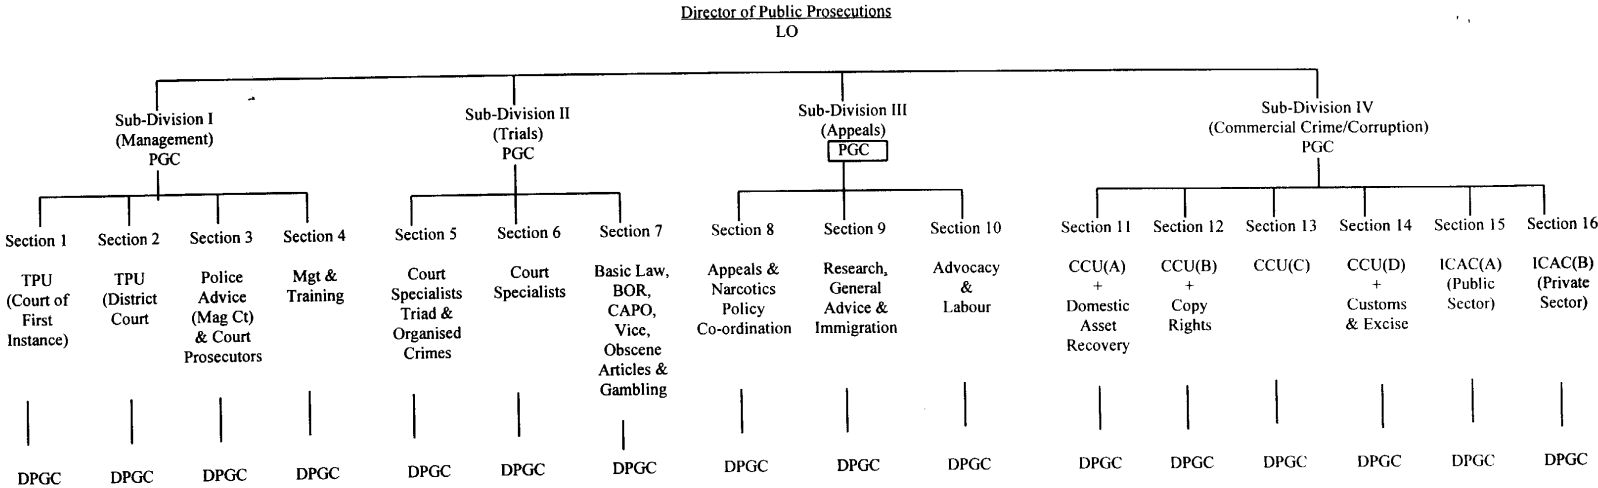 Director of Public Prosecutions
LO
Sub-Division I
(Management)
PGC
Sub-Division II
(Trials)
PGC
Sub-Division III
(Appeals)
PGC
Sub-Division IV
(Commercial Crime/Corruption)
PGC
Section 1
TPU
(Court of
First
Instance)
DPGC
Section 2
TPU
(District
Court
DPGC
Section 3
Police
Advice
(Mag Ct)
& Court
Prosecutors
DPGC
Section 4
Mgt &
Training
DPGC
Section 5
Court
Specialists
Triad &
Organised
Crimes
DPGC
Section 6
Court
Specialists
DPGC
Section 7
Basic Law,
BOR,
CAPO,
Vice,
Obscene
Articles &
Gambling
DPGC
Section 8
Appeals &
Narcotics
Policy
Co-ordination
DPGC
Section 9
Research,
General
Advice &
Immigration
DPGC
Section 10
Advocacy
&
Labour
DPGC
Section 11
CCU(A)
+
Domestic
Asset
Recovery
DPGC
Section 12
CCU(B)
+
Copy
Rights
DPGC
Section 13
CCU(C)
DPGC
Section 14
CCU(D)
+
Customs
& Excise
DPGC
Section 15
ICAC(A)
(Public
Sector)
DPGC
Section 16
ICAC(B)
(Private
Sector)
DPGC